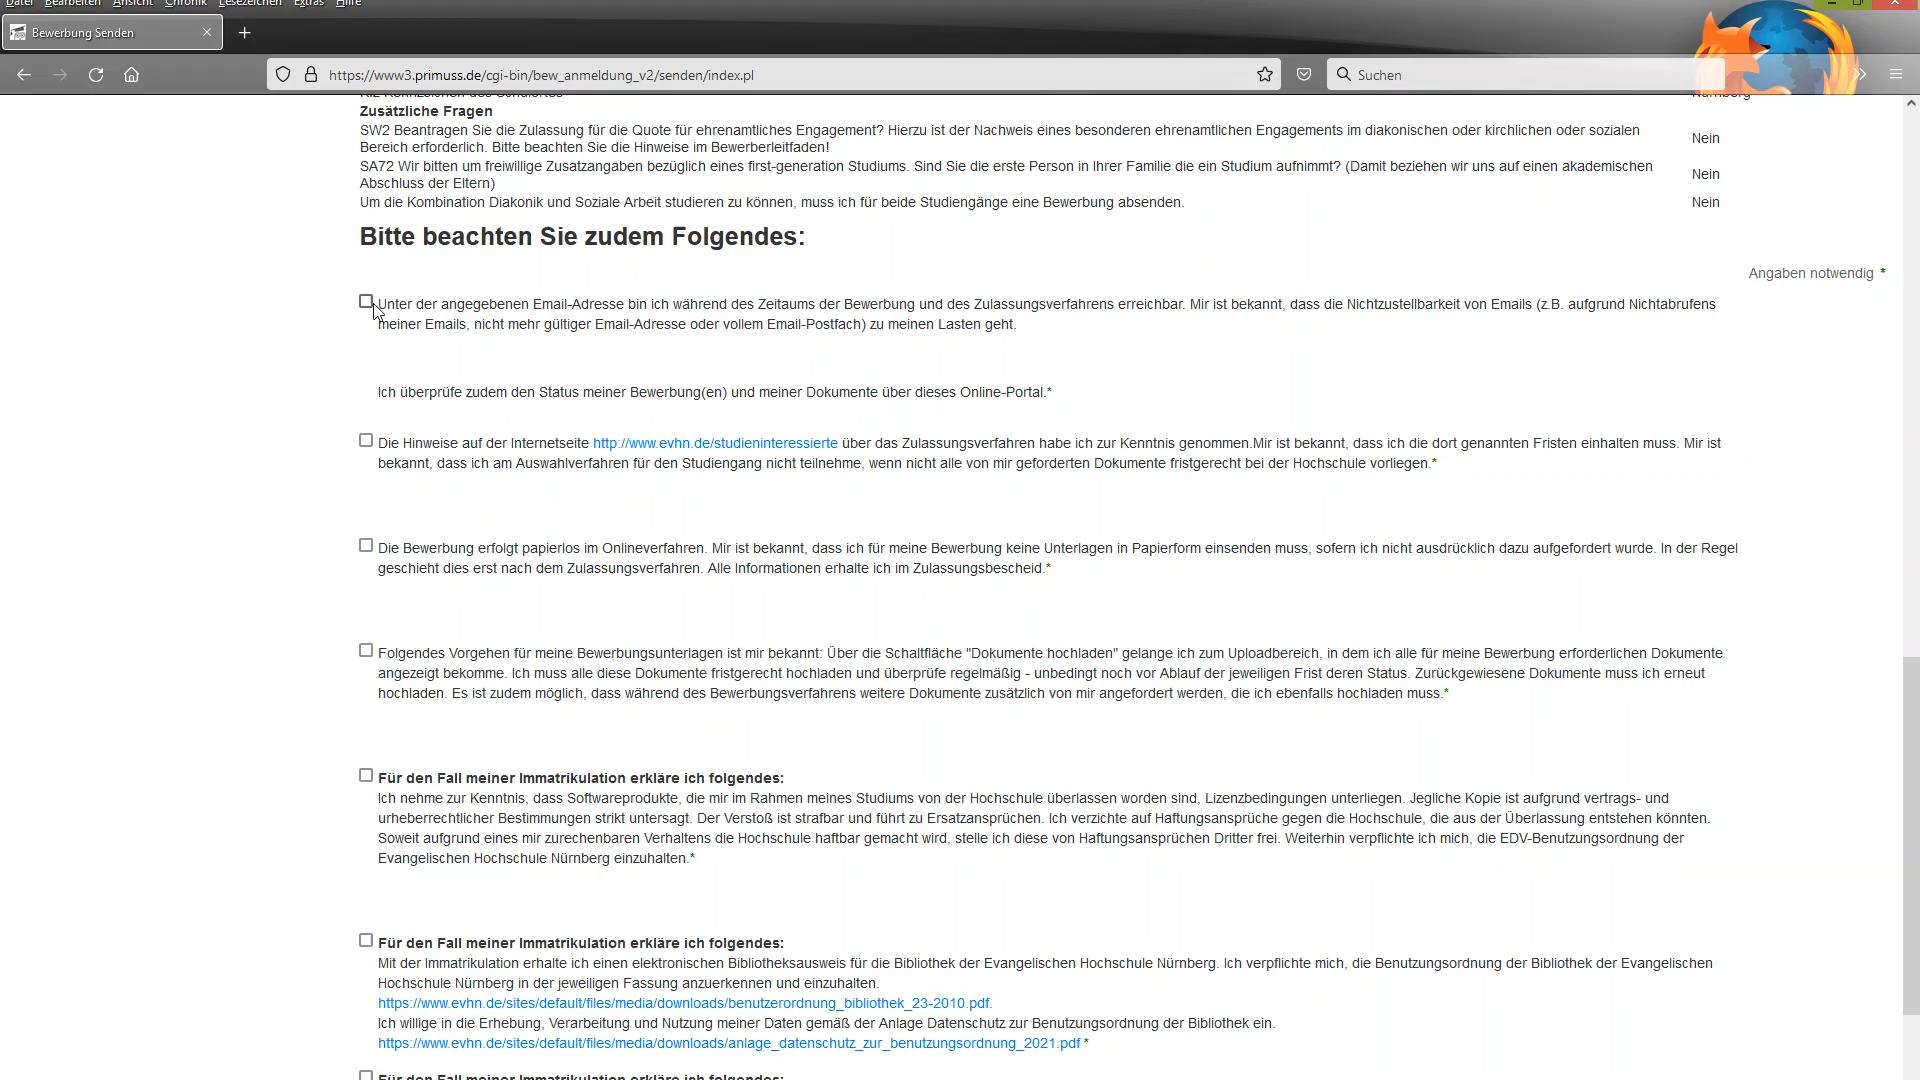 Datei Bearbeiten Ansicht Chronik Lesezeichen Extras Hilfe
Bewerbung Senden
https://www3.primuss.de/cgi-bin/bew_anmeldung_v2/senden/index.pl
Suchen
Nürnberg
Zusätzliche Fragen
SW2 Beantragen Sie die Zulassung für die Quote für ehrenamtliches Engagement? Hierzu ist der Nachweis eines besonderen ehrenamtlichen Engagements im diakonischen oder kirchlichen oder sozialen
Bereich erforderlich. Bitte beachten Sie die Hinweise im Bewerberleitfaden!
Nein
SA72 Wir bitten um freiwillige Zusatzangaben bezüglich eines first-generation Studiums. Sind Sie die erste Person in Ihrer Familie die ein Studium aufnimmt? (Damit beziehen wir uns auf einen akademischen
Abschluss der Eltern)
Nein
Um die Kombination Diakonik und Soziale Arbeit studieren zu können, muss ich für beide Studiengänge eine Bewerbung absenden.
Nein
Bitte beachten Sie zudem Folgendes:
Angaben notwendig *
Unter der angegebenen Email-Adresse bin ich während des Zeitaums der Bewerbung und des Zulassungsverfahrens erreichbar. Mir ist bekannt, dass die Nichtzustellbarkeit von Emails (z.B. aufgrund Nichtabrufens
meiner Emails, nicht mehr gültiger Email-Adresse oder vollem Email-Postfach) zu meinen Lasten geht.
Ich überprüfe zudem den Status meiner Bewerbung(en) und meiner Dokumente über dieses Online-Portal.*
Die Hinweise auf der Internetseite http://www.evhn.de/studieninteressierte über das Zulassungsverfahren habe ich zur Kenntnis genommen.Mir ist bekannt, dass ich die dort genannten Fristen einhalten muss. Mir ist
bekannt, dass ich am Auswahlverfahren für den Studiengang nicht teilnehme, wenn nicht alle von mir geforderten Dokumente fristgerecht bei der Hochschule vorliegen.*
Die Bewerbung erfolgt papierlos im Onlineverfahren. Mir ist bekannt, dass ich für meine Bewerbung keine Unterlagen in Papierform einsenden muss, sofern ich nicht ausdrücklich dazu aufgefordert wurde. In der Regel
geschieht dies erst nach dem Zulassungsverfahren. Alle Informationen erhalte ich im Zulassungsbescheid.*
Folgendes Vorgehen für meine Bewerbungsunterlagen ist mir bekannt: Über die Schaltfläche "Dokumente hochladen" gelange ich zum Uploadbereich, in dem ich alle für meine Bewerbung erforderlichen Dokumente
angezeigt bekomme. Ich muss alle diese Dokumente fristgerecht hochladen und überprüfe regelmäßig - unbedingt noch vor Ablauf der jeweiligen Frist deren Status. Zurückgewiesene Dokumente muss ich erneut
hochladen. Es ist zudem möglich, dass während des Bewerbungsverfahrens weitere Dokumente zusätzlich von mir angefordert werden, die ich ebenfalls hochladen muss.*
Für den Fall meiner Immatrikulation erkläre ich folgendes:
Ich nehme zur Kenntnis, dass Softwareprodukte, die mir im Rahmen meines Studiums von der Hochschule überlassen worden sind, Lizenzbedingungen unterliegen. Jegliche Kopie ist aufgrund vertrags- und
urheberrechtlicher Bestimmungen strikt untersagt. Der Verstoß ist strafbar und führt zu Ersatzansprüchen. Ich verzichte auf Haftungsansprüche gegen die Hochschule, die aus der Überlassung entstehen könnten.
Soweit aufgrund eines mir zurechenbaren Verhaltens die Hochschule haftbar gemacht wird, stelle ich diese von Haftungsansprüchen Dritter frei. Weiterhin verpflichte ich mich, die EDV-Benutzungsordnung der
Evangelischen Hochschule Nürnberg einzuhalten.*
Für den Fall meiner Immatrikulation erkläre ich folgendes:
Mit der Immatrikulation erhalte ich einen elektronischen Bibliotheksausweis für die Bibliothek der Evangelischen Hochschule Nürnberg. Ich verpflichte mich, die Benutzungsordnung der Bibliothek der Evangelischen
Hochschule Nürnberg in der jeweiligen Fassung anzuerkennen und einzuhalten.
https://www.evhn.de/sites/default/files/media/downloads/benutzerordnung_bibliothek_23-2010.pdf.
Ich willige in die Erhebung, Verarbeitung und Nutzung meiner Daten gemäß der Anlage Datenschutz zur Benutzungsordnung der Bibliothek ein.
https://www.evhn.de/sites/default/files/media/downloads/anlage_datenschutz_zur_benutzungsordnung_2021.pdf *
Für den Fall meiner Immatrikulation erkläre ich folgendes: